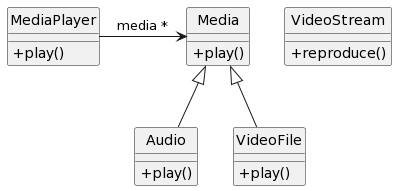 MediaPlayer
+play()
media *
Media
+play()
VideoStream
+reproduce()
Audio
+play()
VideoFile
+play()